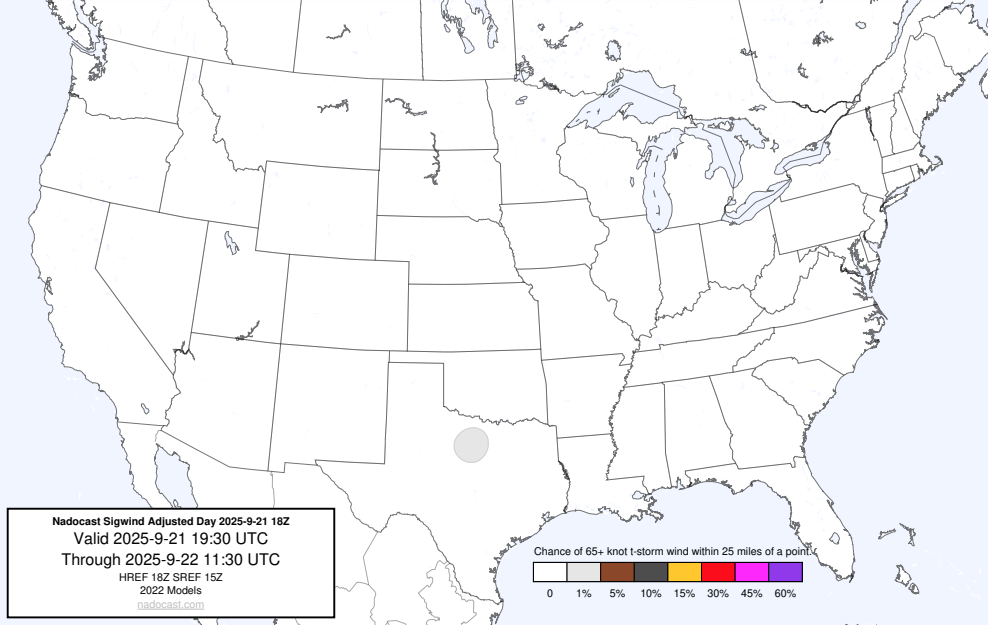 Nadocast Sigwind Adjusted Day 2025-9-21 18Z
Valid 2025-9-21 19:30 UTC
Through 2025-9-22 11:30 UTC
HREF 18Z SREF 15Z
2022 Models
nadocast.com
Chance of 65+ knot t-storm wind within 25 miles of a point.
0 1% 5% 10% 15% 30% 45% 60%